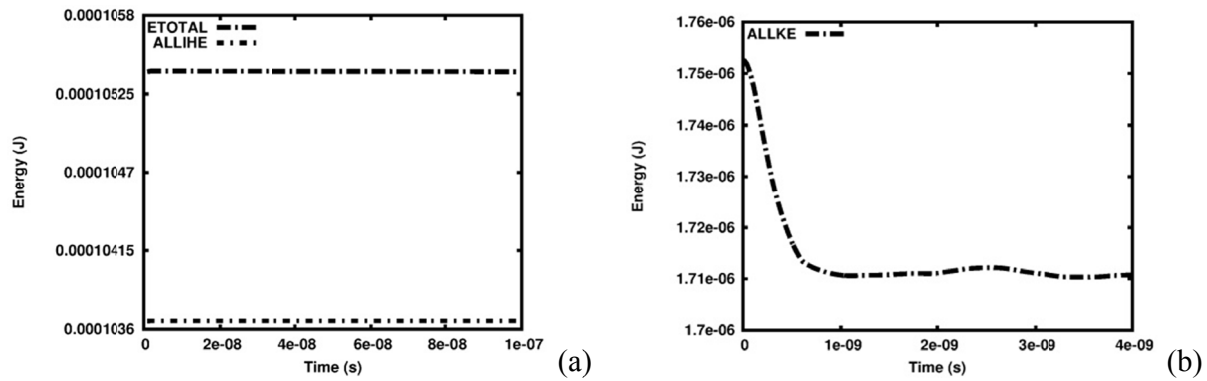 0.0001058
0.00010525
0.0001047
0.00010415
0.0001036
Energy (J)
ETOTAL
ALLIHE
0 2e-08 4e-08 6e-08 8e-08 1e-07
Time (s)
(a)
1.76e-06
1.75e-06
1.74e-06
1.73e-06
1.72e-06
1.71e-06
1.7e-06
Energy (J)
ALLKE
0 1e-09 2e-09 3e-09 4e-09
Time (s)
(b)